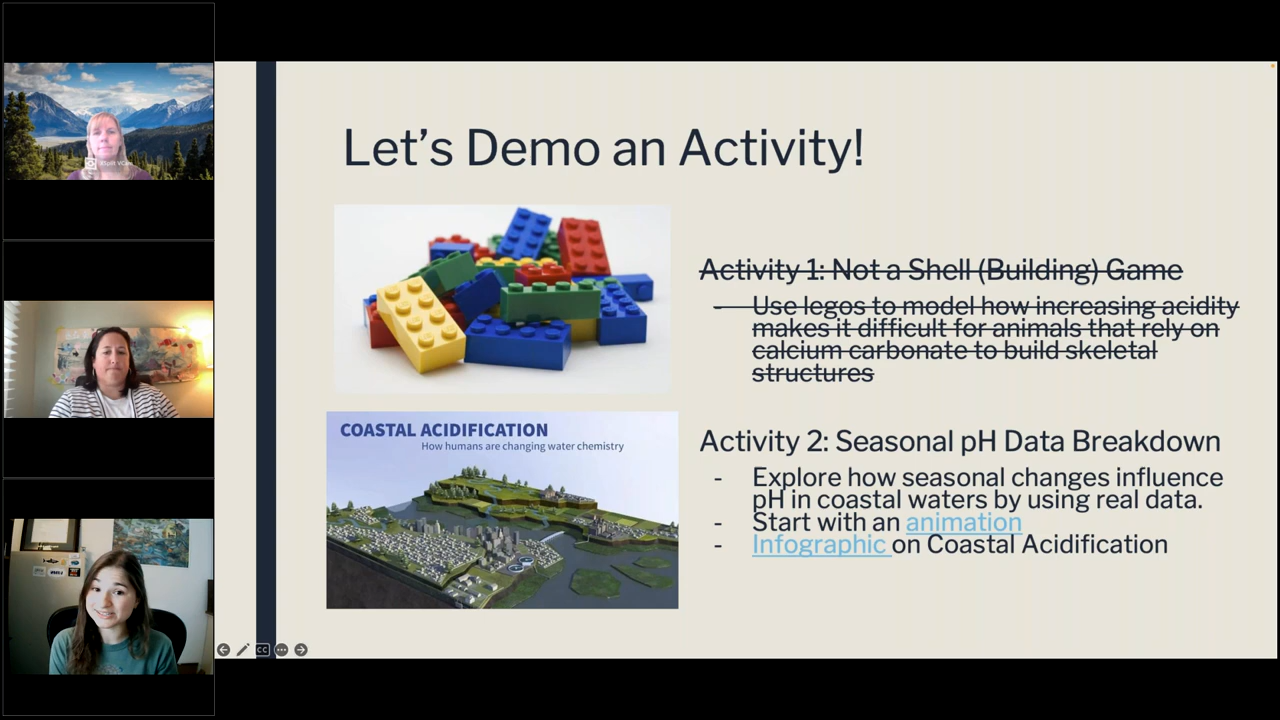 XSplit VCam
Let's Demo an Activity!
Activity 1: Not a Shell (Building) Game
- Use legos to model how increasing acidity
makes it difficult for animals that rely on
calcium carbonate to build skeletal
structures
COASTAL ACIDIFICATION
How humans are changing water chemistry
Activity 2: Seasonal pH Data Breakdown
- Explore how seasonal changes influence
pH in coastal waters by using real data.
- Start with an animation
- Infographic on Coastal Acidification
CC